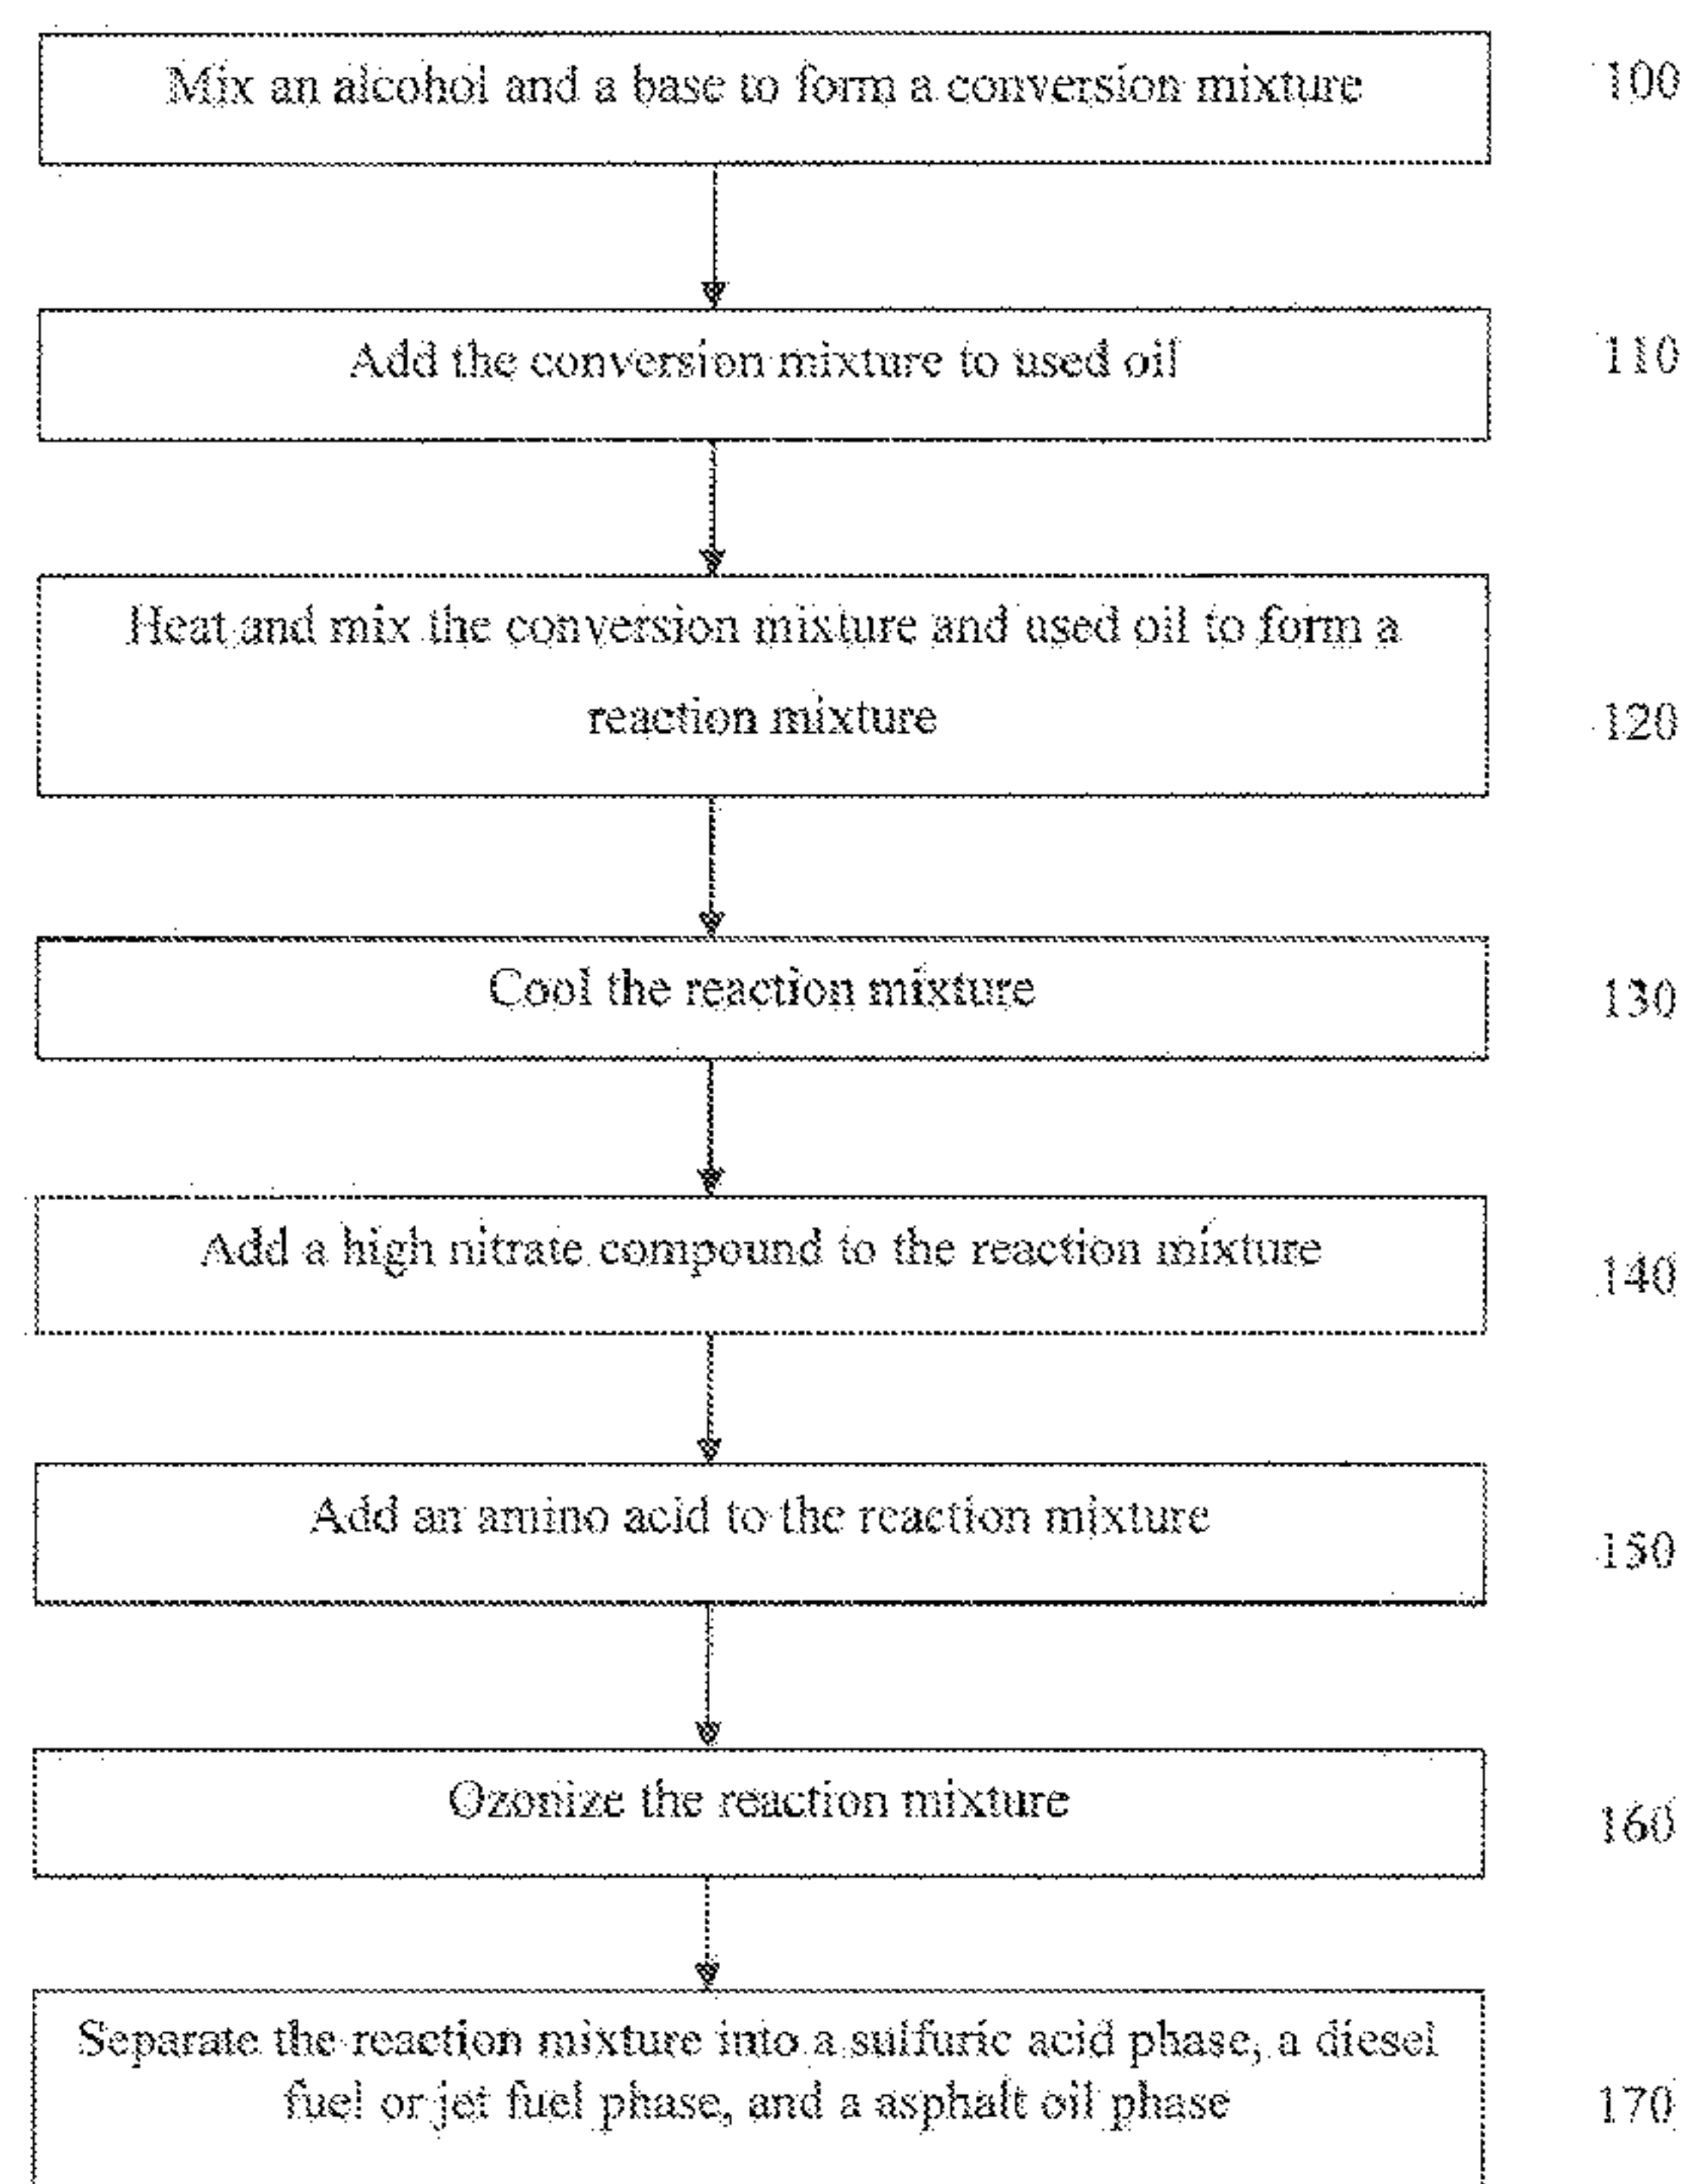 Mix an alcohol and a base to form a conversion mixture
100
Add the conversion mixture to used oil
110
Heat and mix the conversion mixture and used oil to form a
reaction mixture
120
Cool the reaction mixture
130
Add a high nitrate compound to the reaction mixture
140
Add an amino acid to the reaction mixture
150
Ozonize the reaction mixture
160
Separate the reaction mixture into a sulfuric acid phase, a diesel
fuel or jet fuel phase, and a asphalt oil phase
170